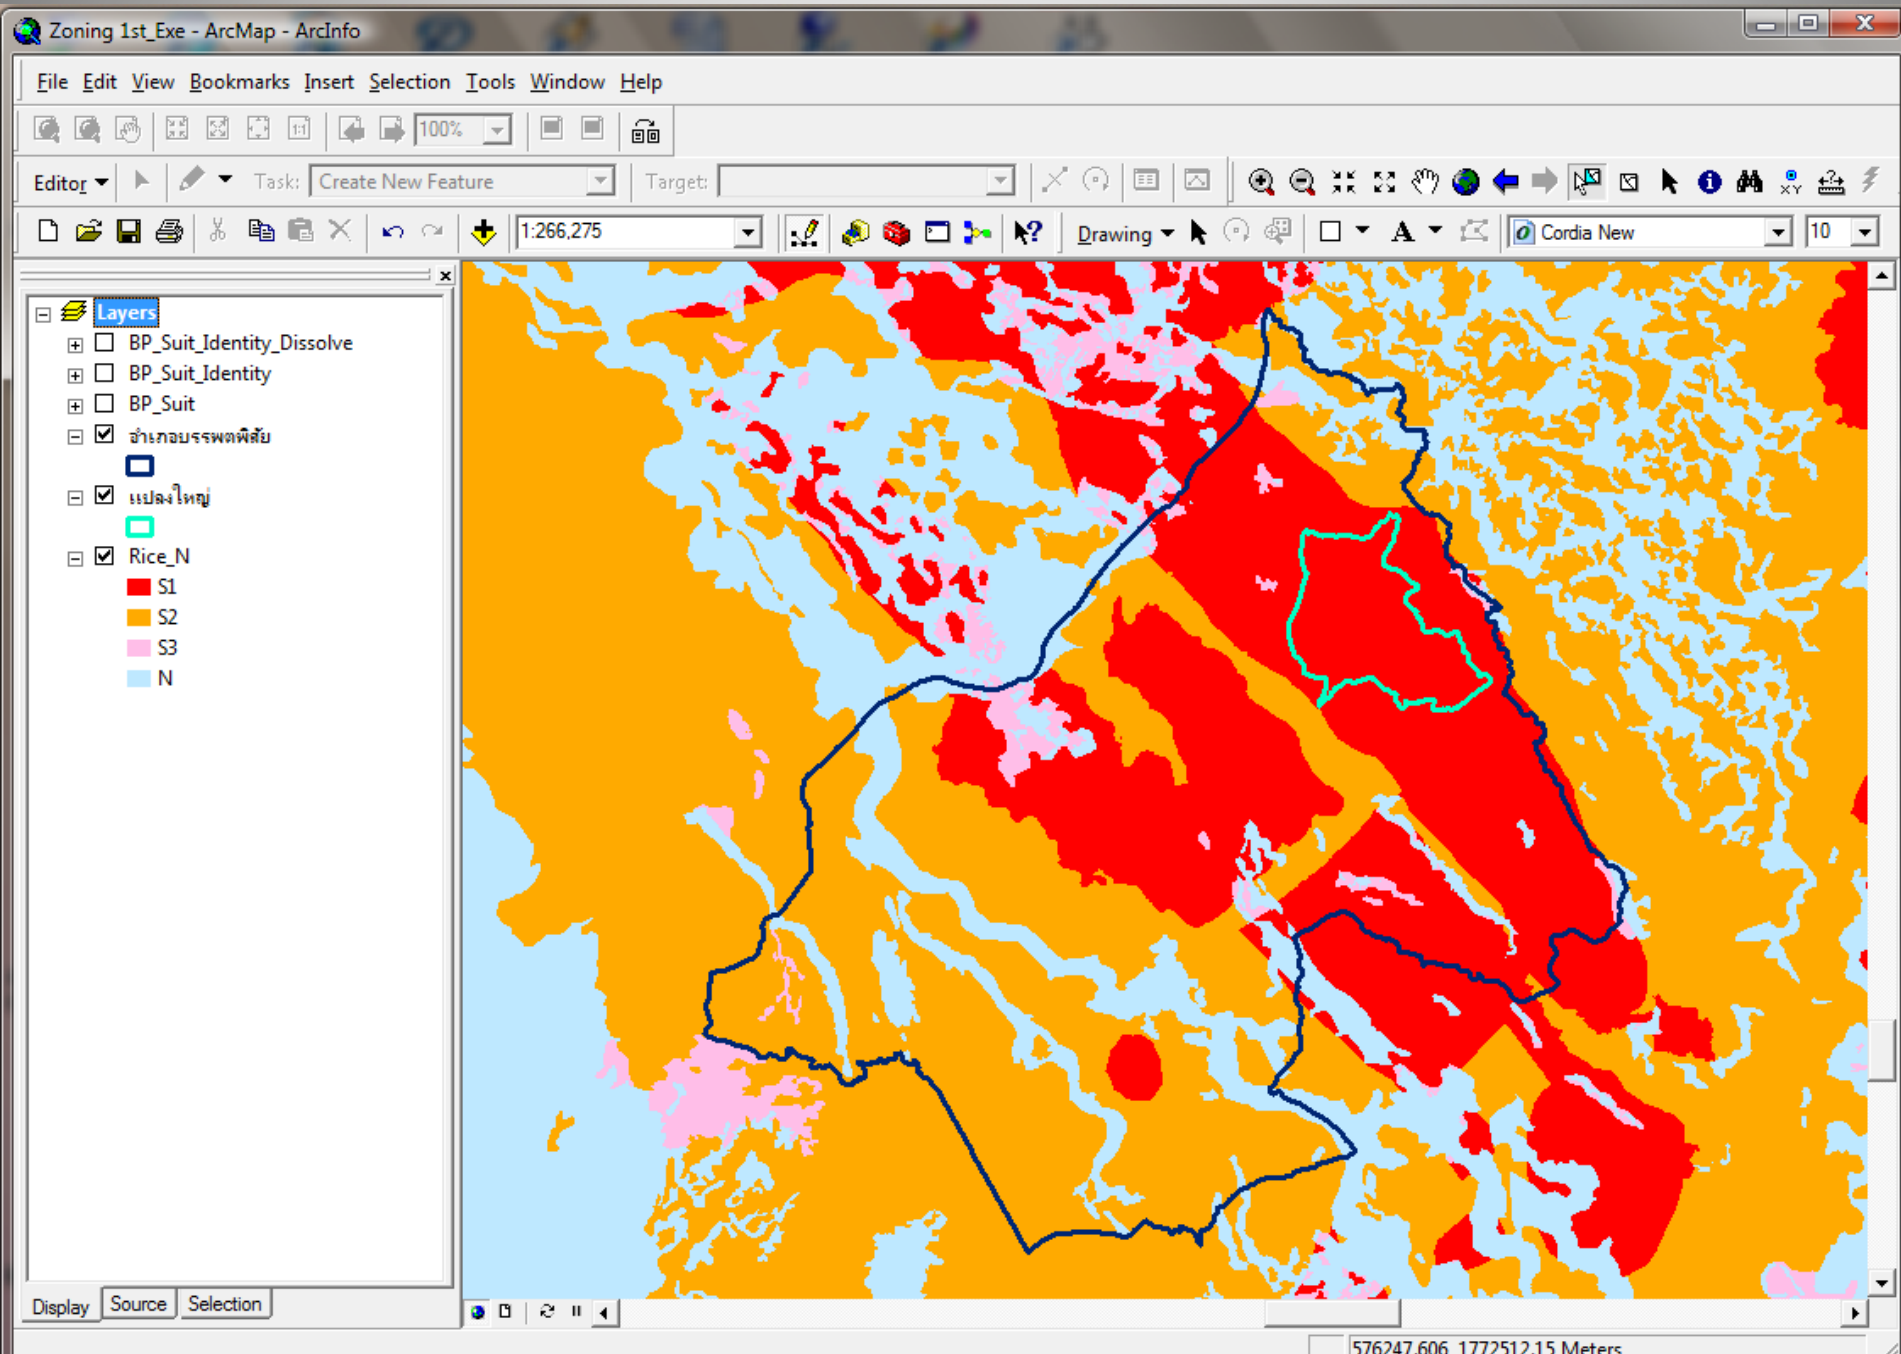 Zoning 1st_Exe - ArcMap - ArcInfo
File Edit View Bookmarks Insert Selection Tools Window Help
1:1 100%
Editor Task: Create New Feature Target: XY
1:266,275 Drawing A Cordia New 10
Layers
BP_Suit_Identity_Dissolve
BP_Suit_Identity
BP_Suit
อำเภอบรรพตพิสัย
แปลงใหญ่
Rice_N
S1
S2
S3
N
Display Source Selection
576247.606 1772512.15 Meters